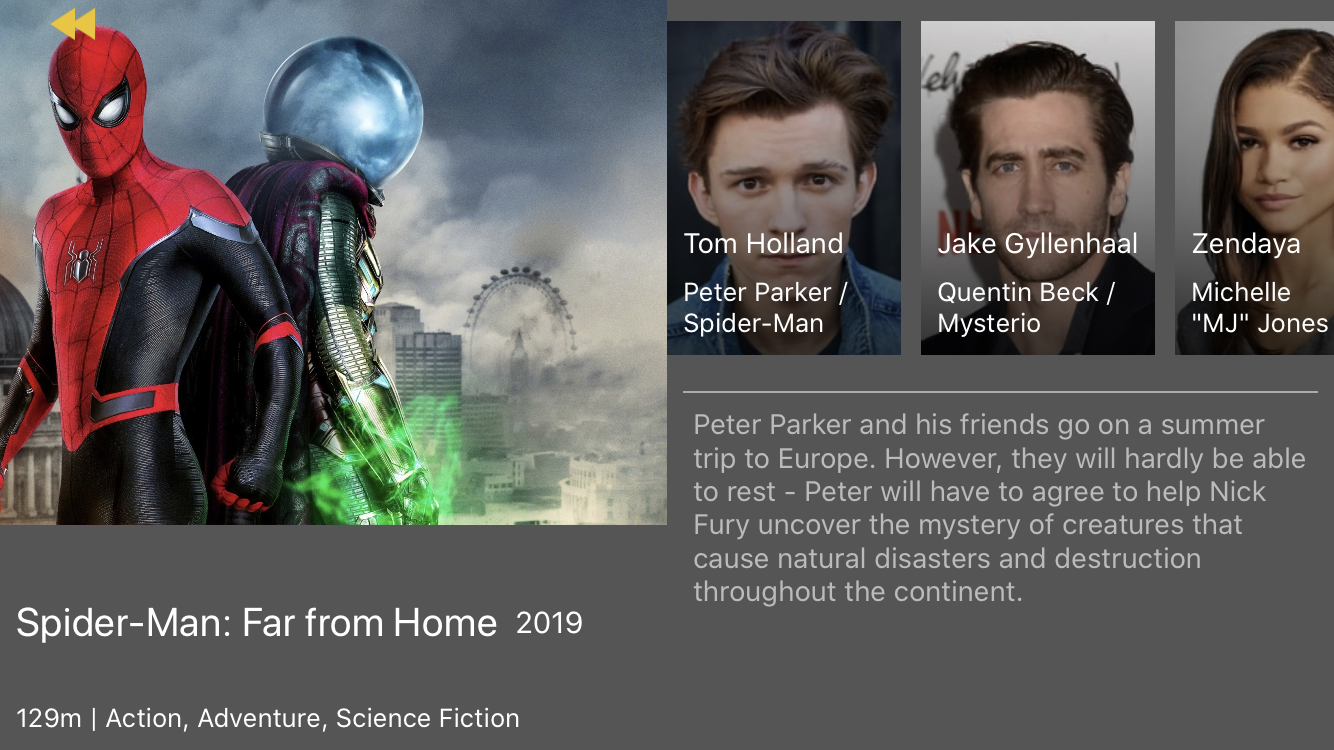 Tom Holland
Peter Parker /
Spider-Man
Jake Gyllenhaal
Quentin Beck /
Mysterio
Zendaya
Michelle
"MJ" Jones
Peter Parker and his friends go on a summer
trip to Europe. However, they will hardly be able
to rest - Peter will have to agree to help Nick
Fury uncover the mystery of creatures that
cause natural disasters and destruction
throughout the continent.
Spider-Man: Far from Home 2019
129m | Action, Adventure, Science Fiction